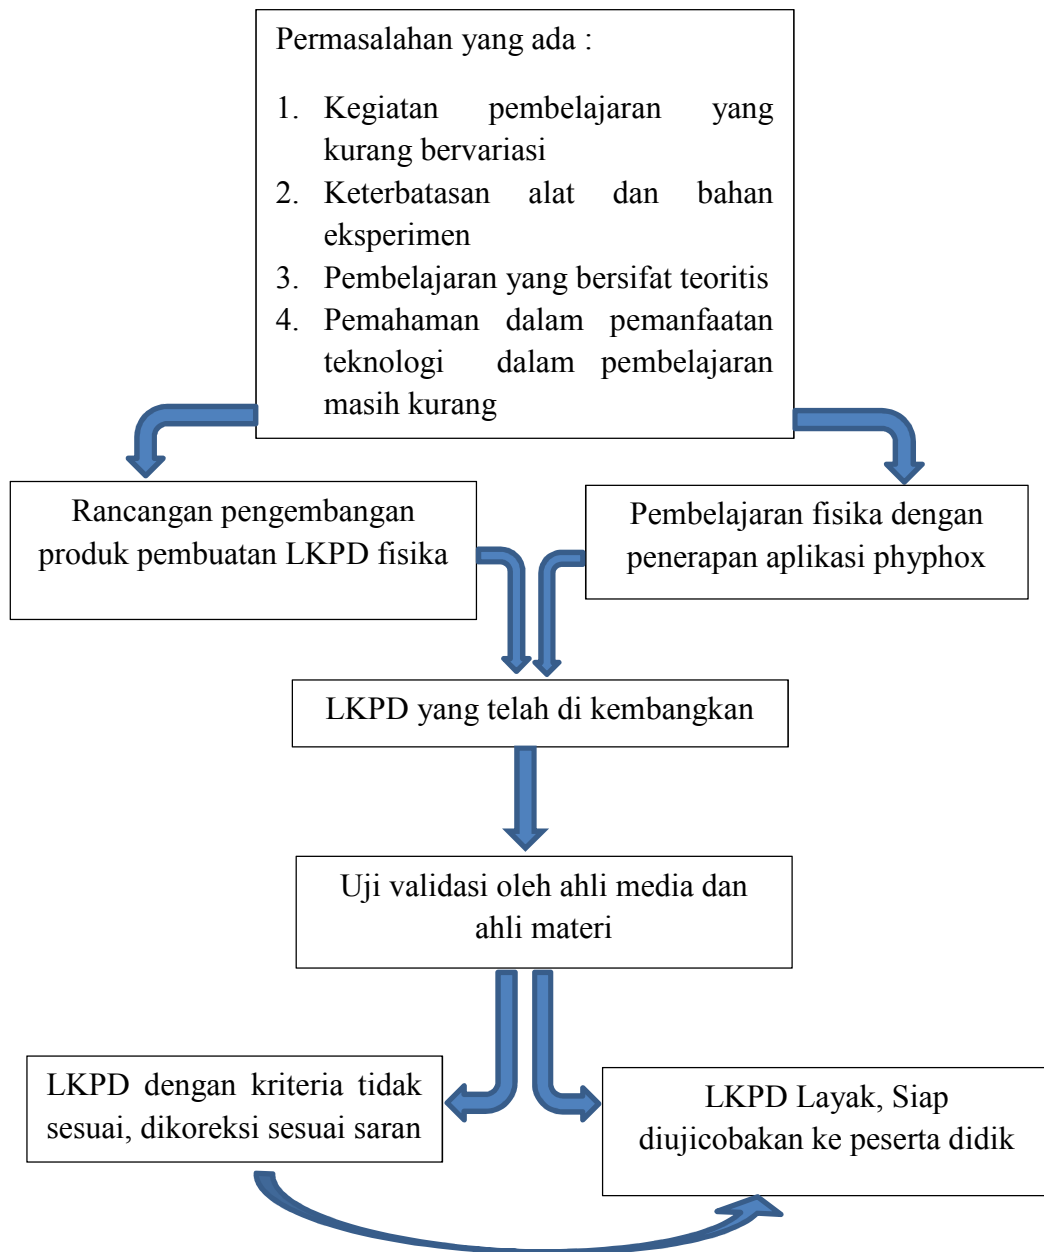 Permasalahan yang ada :
1. Kegiatan pembelajaran yang
kurang bervariasi
2. Keterbatasan alat dan bahan
eksperimen
3. Pembelajaran yang bersifat teoritis
4. Pemahaman dalam pemanfaatan
teknologi dalam pembelajaran
masih kurang
Rancangan pengembangan
produk pembuatan LKPD fisika
Pembelajaran fisika dengan
penerapan aplikasi phyphox
LKPD yang telah di kembangkan
Uji validasi oleh ahli media dan
ahli materi
LKPD dengan kriteria tidak
sesuai, dikoreksi sesuai saran
LKPD Layak, Siap
diujicobakan ke peserta didik